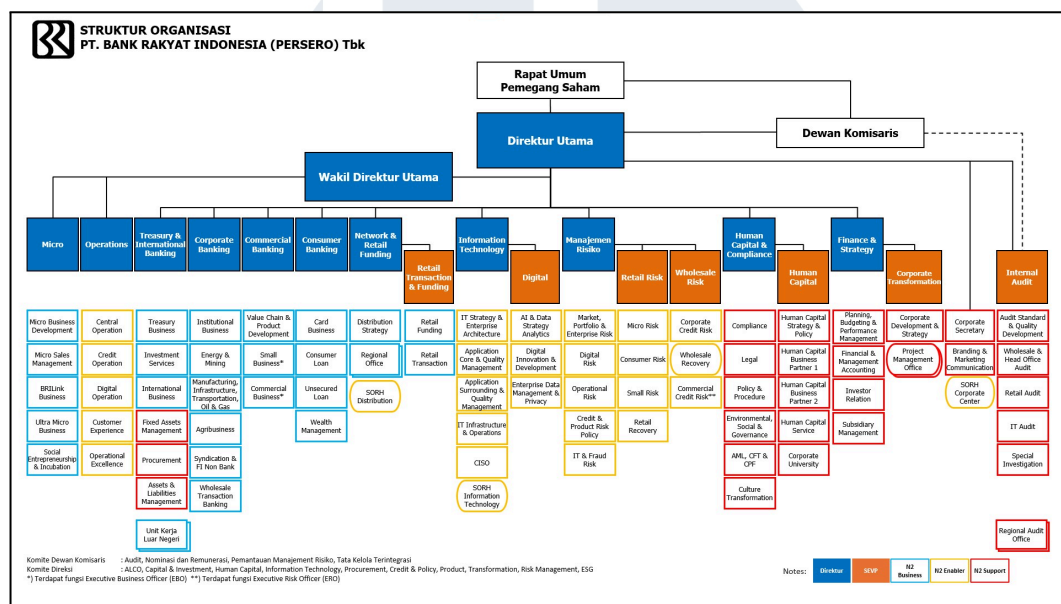 BRI
STRUKTUR ORGANISASI
PT. BANK RAKYAT INDONESIA (PERSERO) Tbk
Rapat Umum
Pemegang Saham
Direktur
Utama
Dewan Komisaris
Wakil Direktur Utama
Micro
Operations
Treasury &
International
Banking
Corporate
Banking
Commercial
Banking
Consumer
Banking
Network &
Retail
Funding
Retail
Transaction
& Funding
Information
Technology
Digital
Manajemen
Risiko
Retail Risk
Wholesale
Risk
Human
Capital &
Compliance
Human
Capital
Finance &
Strategy
Corporate
Transformation
Internal
Audit
Micro Business
Development
Micro Sales
Management
BRILink
Business
Ultra Micro
Business
Social
Entrepreneurship
& Incubation
Central
Operation
Credit
Operation
Digital
Operation
Customer
Experience
Operational
Excellence
Treasury
Business
Investment
Services
International
Business
Fixed Assets
Management
Procurement
Assets &
Liabilities
Management
Unit Kerja
Luar Negeri
Institutional
Business
Energy &
Mining
Manufacturing,
Infrastructure,
Transportation,
Oil & Gas
Agribusiness
Syndication &
FI Non Bank
Wholesale
Transaction
Banking
Value Chain &
Product
Development
Small
Business*
Commercial
Business*
Card
Business
Consumer
Loan
Unsecured
Loan
Wealth
Management
Distribution
Strategy
Regional
Office
SORH
Distribution
Retail
Funding
Retail
Transaction
IT Strategy &
Enterprise
Architecture
Application
Core & Quality
Management
Application
Surrounding &
Quality
Management
IT Infrastructure
& Operations
CISO
SORH
Information
Technology
AI & Data
Strategy
Analytics
Digital
Innovation &
Development
Enterprise Data
Management &
Privacy
Market,
Portfolio &
Enterprise Risk
Digital
Risk
Operational
Risk
Credit &
Product Risk
Policy
IT & Fraud
Risk
Micro Risk
Consumer Risk
Small Risk
Retail
Recovery
Corporate
Credit Risk
Wholesale
Recovery
Commercial
Credit Risk**
Compliance
Legal
Policy &
Procedure
Environmental,
Social &
Governance
AML, CFT &
CPF
Culture
Transformation
Human Capital
Strategy &
Policy
Human Capital
Business
Partner 1
Human Capital
Business
Partner 2
Human Capital
Service
Corporate
University
Planning,
Budgeting &
Performance
Management
Financial &
Management
Accounting
Investor
Relation
Subsidiary
Management
Corporate
Development &
Strategy
Project
Management
Office
Corporate
Secretary
Branding &
Marketing
Communication
SORH
Corporate
Center
Audit Standard
& Quality
Development
Wholesale &
Head Office
Audit
Retail Audit
IT Audit
Special
Investigation
Regional Audit
Office
Komite Dewan Komisaris : Audit, Nominasi dan Remunerasi, Pemantauan Manajement Risiko, Tata Kelola Terintegrasi
Komite Direksi : ALCO, Capital & Investment, Human Capital, Information Technology, Procurement, Credit & Policy, Product, Transformation, Risk Management, ESG
*) Terdapat fungsi Executive Business Officer (EBO) **) Terdapat fungsi Executive Risk Officer (ERO)
Notes:
Direktur
SEVP
N2
Business
N2 Enabler
N2 Support